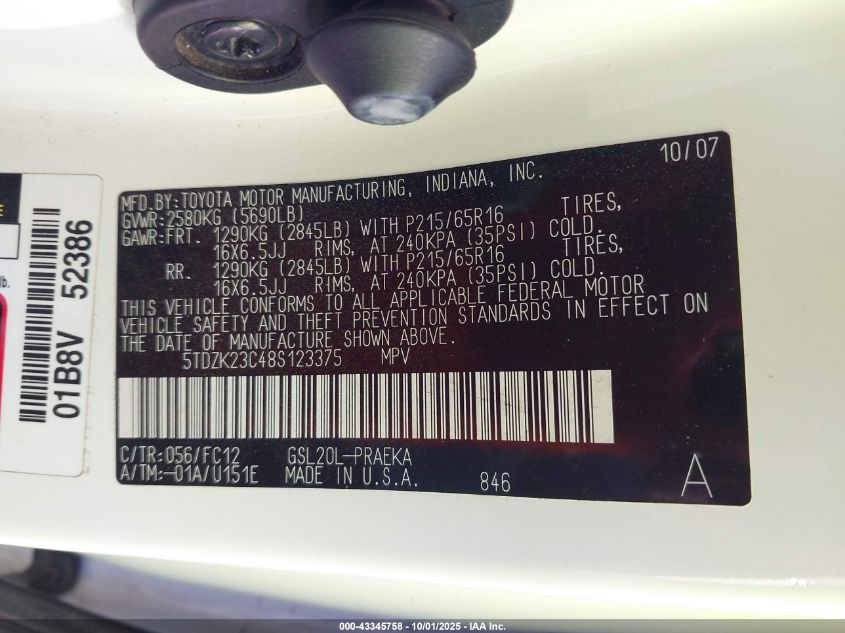 10/07
MFD.BY:TOYOTA MOTOR MANUFACTURING, INDIANA, INC.
GVWR:2580KG (5690LB)
GAWR:FRT. 1290KG (2845LB) WITH P215/65R16 TIRES,
16X6.5JJ RIMS, AT 240KPA (35PSI) COLD.
RR. 1290KG (2845LB) WITH P215/65R16 TIRES,
16X6.5JJ RIMS, AT 240KPA (35PSI) COLD.
THIS VEHICLE CONFORMS TO ALL APPLICABLE FEDERAL MOTOR
VEHICLE SAFETY AND THEFT PREVENTION STANDARDS IN EFFECT ON
THE DATE OF MANUFACTURE SHOWN ABOVE.
5TDZK23C48S123375 MPV
C/TR:056/FC12 GSL20L-PRAEKA
A/TM:-01A/U151E MADE IN U.S.A. 846 A
01B8V 52386
lb.
E
000-43345758 - 10/01/2025 - IAA Inc.